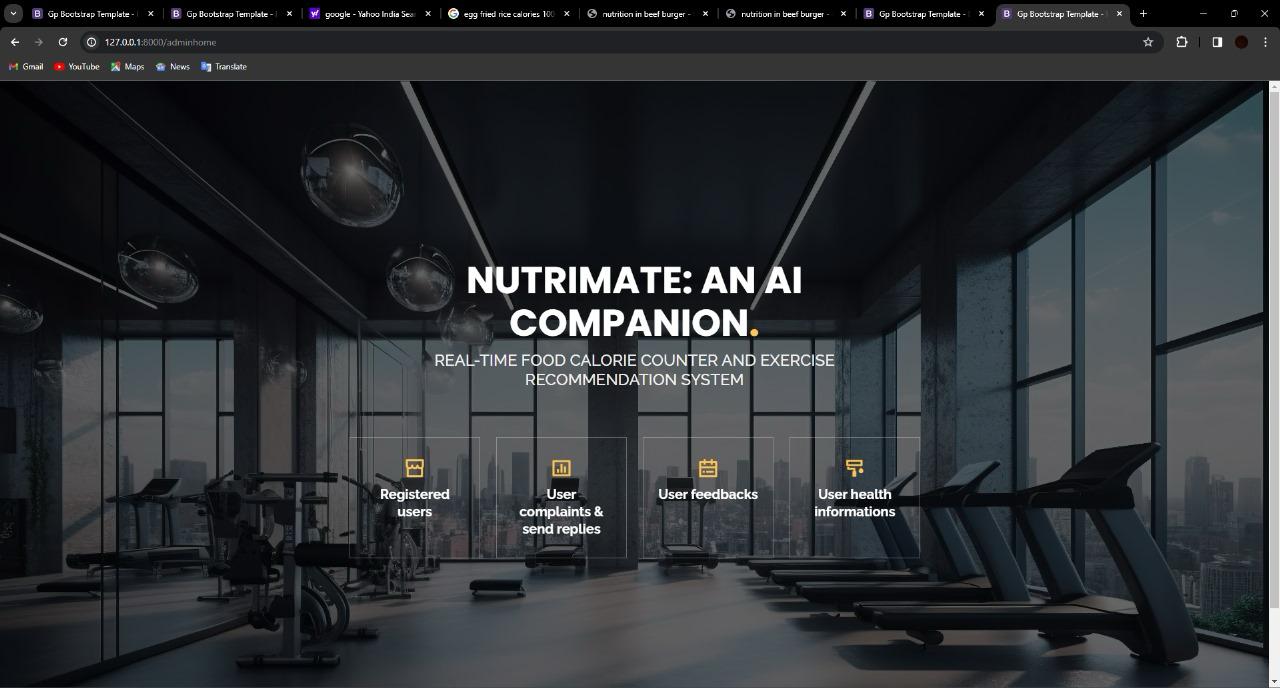 Gp Bootstrap Template -
Gp Bootstrap Template -
google - Yahoo India Sea
egg fried rice calories 100
nutrition in beef burger -
nutrition in beef burger -
Gp Bootstrap Template -
Gp Bootstrap Template -
127.0.0.1:8000/adminhome
Gmail
YouTube
Maps
News
Translate
NUTRIMATE: AN AI
COMPANION.
REAL-TIME FOOD CALORIE COUNTER AND EXERCISE
RECOMMENDATION SYSTEM
Registered
users
User
complaints &
send replies
User feedbacks
User health
informations